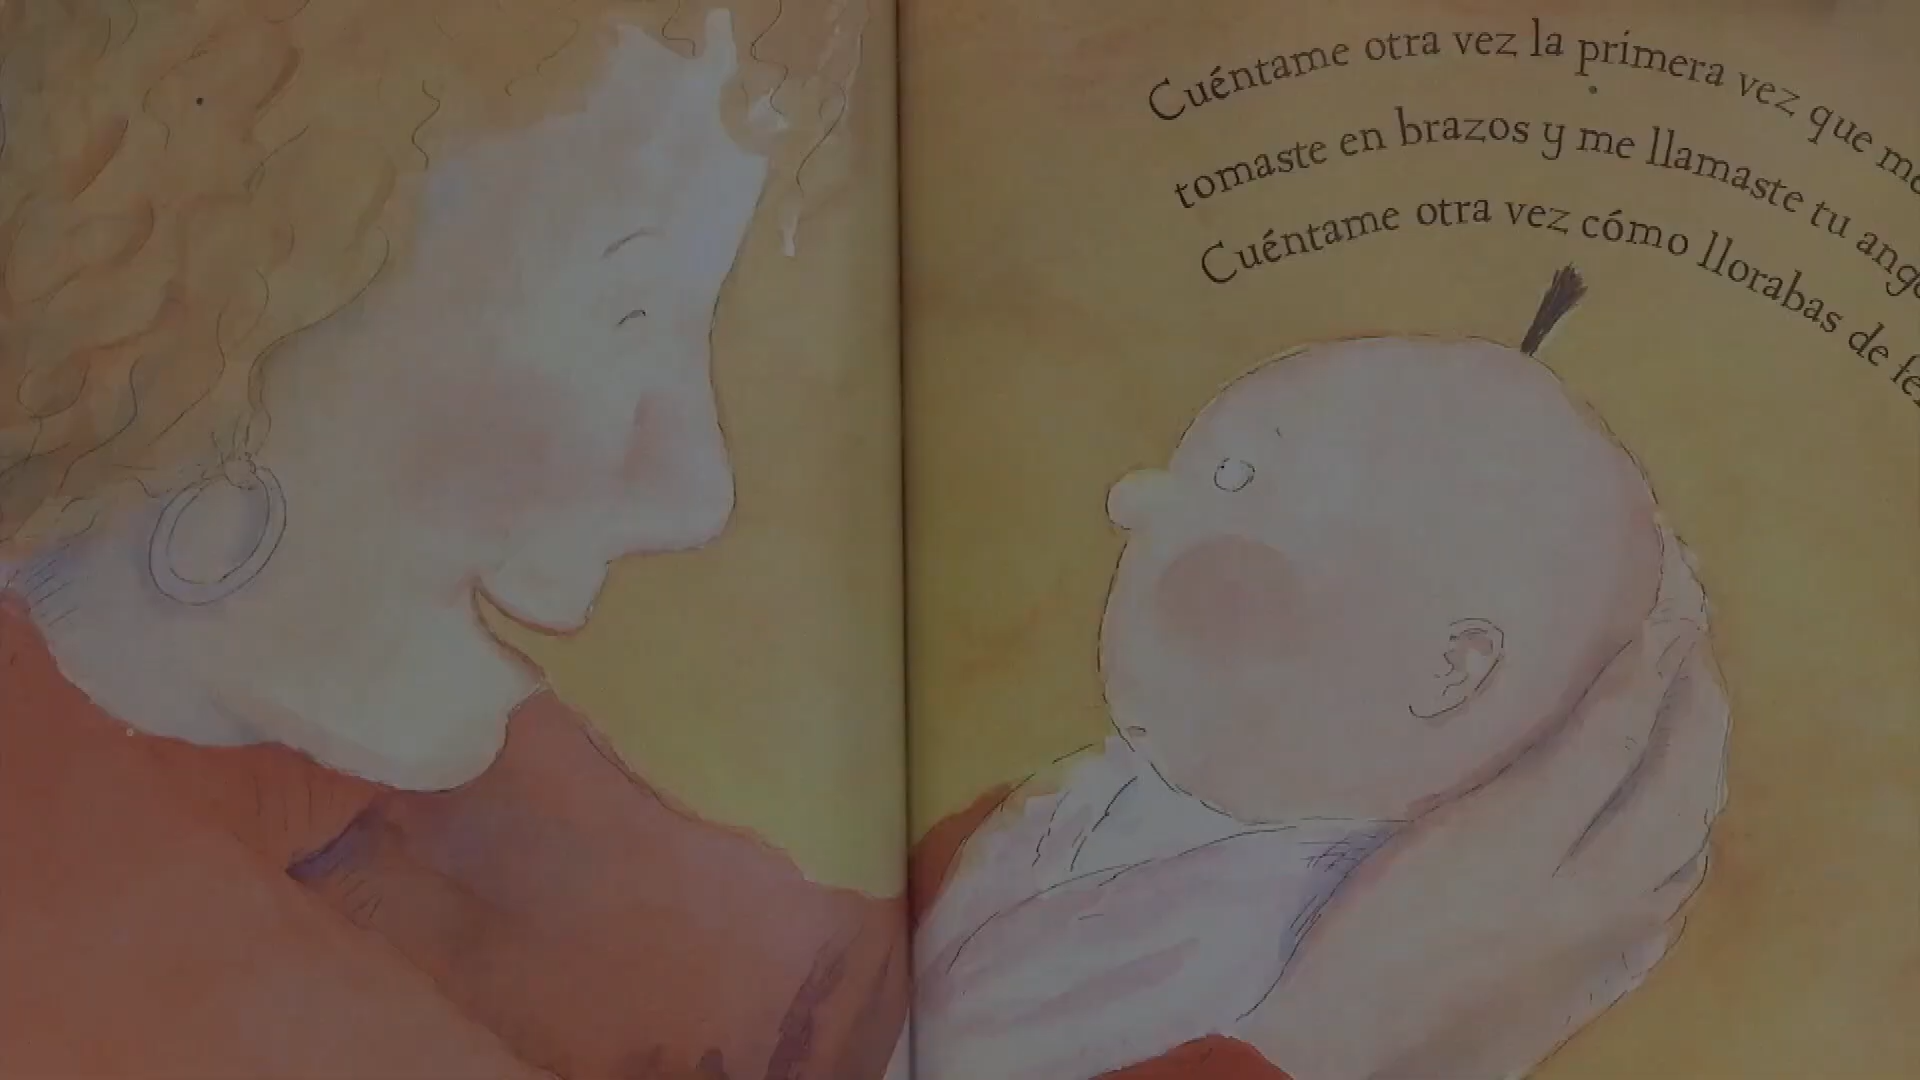 Cuéntame otra vez la primera vez que me
tomaste en brazos y me llamaste tu
Cuéntame otra vez cómo llorabas de